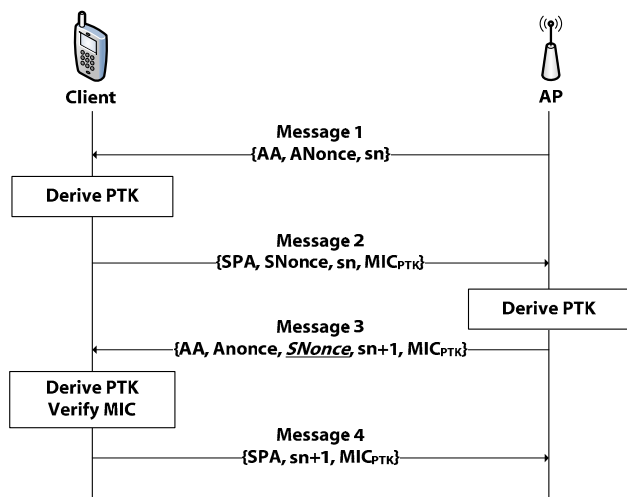 Client
AP
Message 1
{AA, ANonce, sn}
Derive PTK
Message 2
{SPA, SNonce, sn, MICPTK}
Derive PTK
Message 3
{AA, Anonce, SNonce, sn+1, MICPTK}
Derive PTK
Verify MIC
Message 4
{SPA, sn+1, MICPTK}